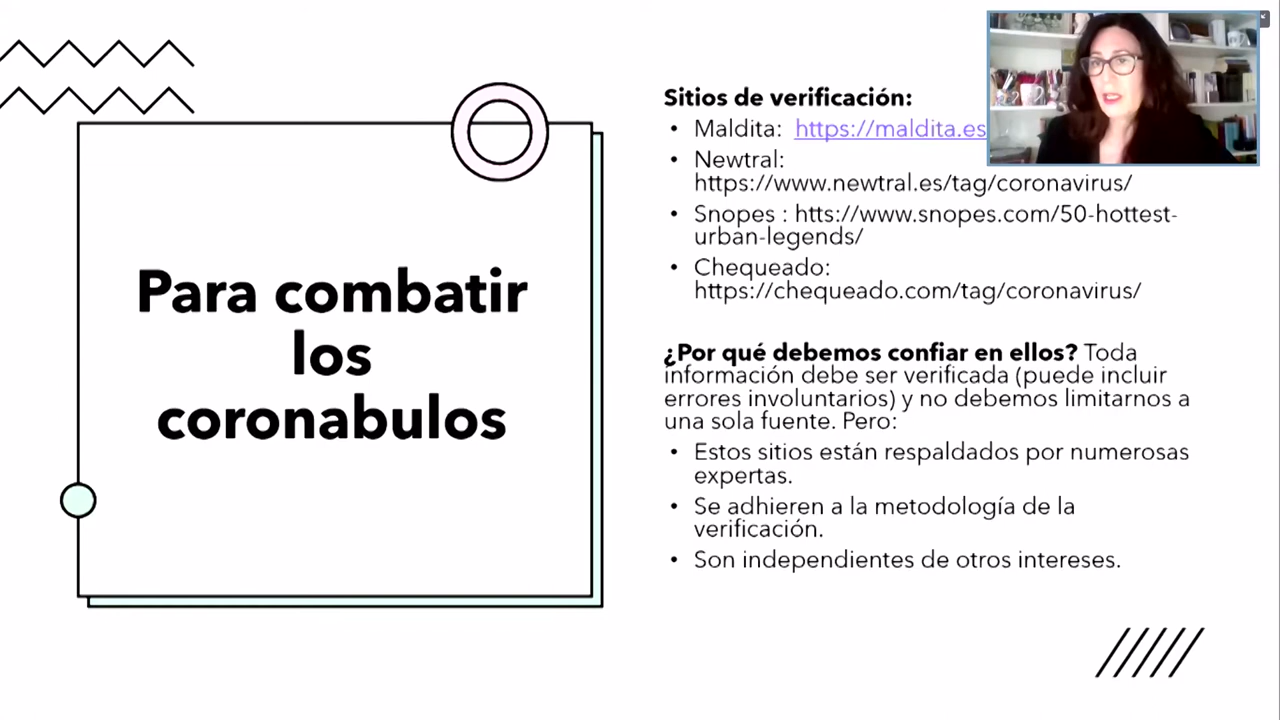 Para combatir
los
coronabulos
Sitios de verificación:
• Maldita: https://maldita.es
• Newtral:
https://www.newtral.es/tag/coronavirus/
• Snopes : htts://www.snopes.com/50-hottest-
urban-legends/
• Chequeado:
https://chequeado.com/tag/coronavirus/
¿Por qué debemos confiar en ellos? Toda
información debe ser verificada (puede incluir
errores involuntarios) y no debemos limitarnos a
una sola fuente. Pero:
• Estos sitios están respaldados por numerosas
expertas.
• Se adhieren a la metodología de la
verificación.
• Son independientes de otros intereses.